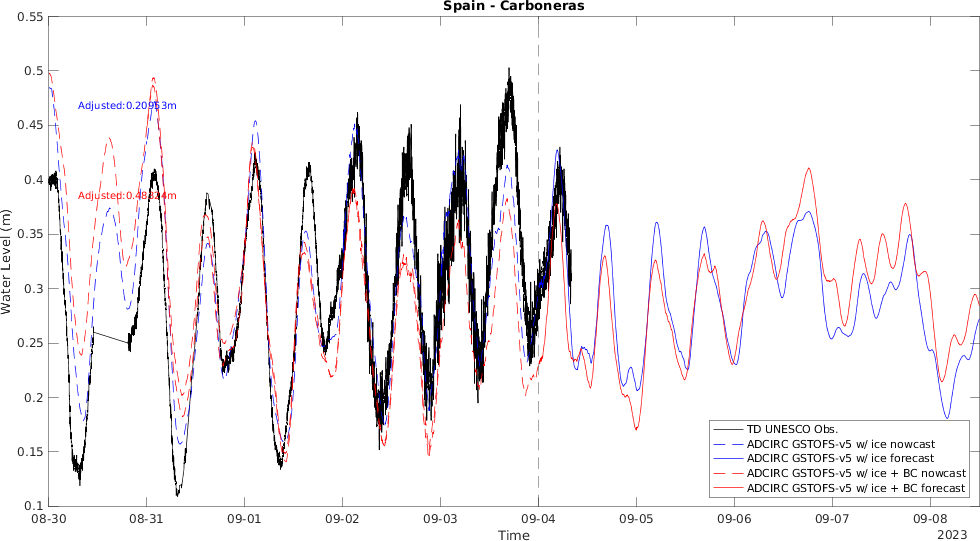 Spain - Carboneras
0.55
0.5
0.45
0.4
0.35
0.3
0.25
0.2
0.15
0.1
Water Level (m)
Adjusted:0.20953m
Adjusted:0.48824m
TD UNESCO Obs.
ADCIRC GSTOFS-v5 w/ ice nowcast
ADCIRC GSTOFS-v5 w/ ice forecast
ADCIRC GSTOFS-v5 w/ ice + BC nowcast
ADCIRC GSTOFS-v5 w/ ice + BC forecast
08-30 08-31 09-01 09-02 09-03 09-04 09-05 09-06 09-07 09-08
Time
2023